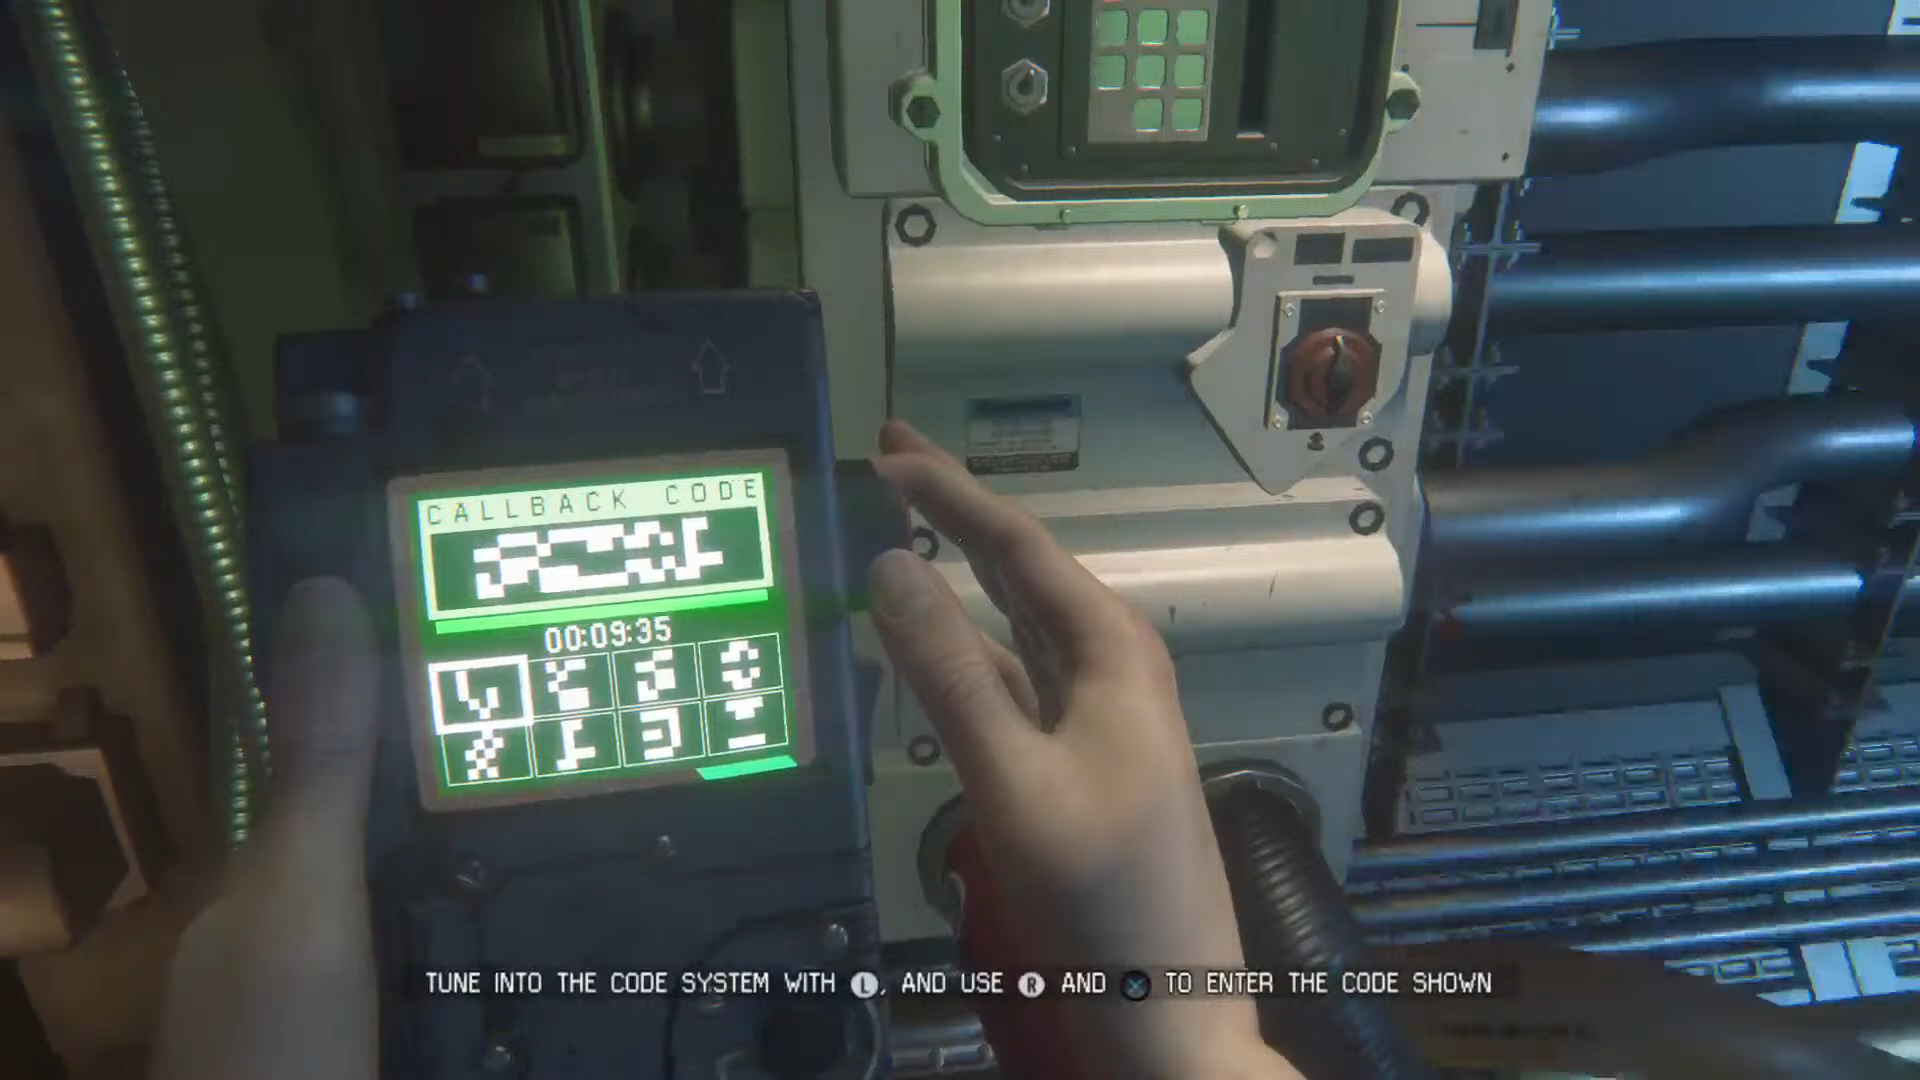 CALLBACK CODE
00:09:35
TUNE INTO THE CODE SYSTEM WITH L, AND USE R AND X TO ENTER THE CODE SHOWN